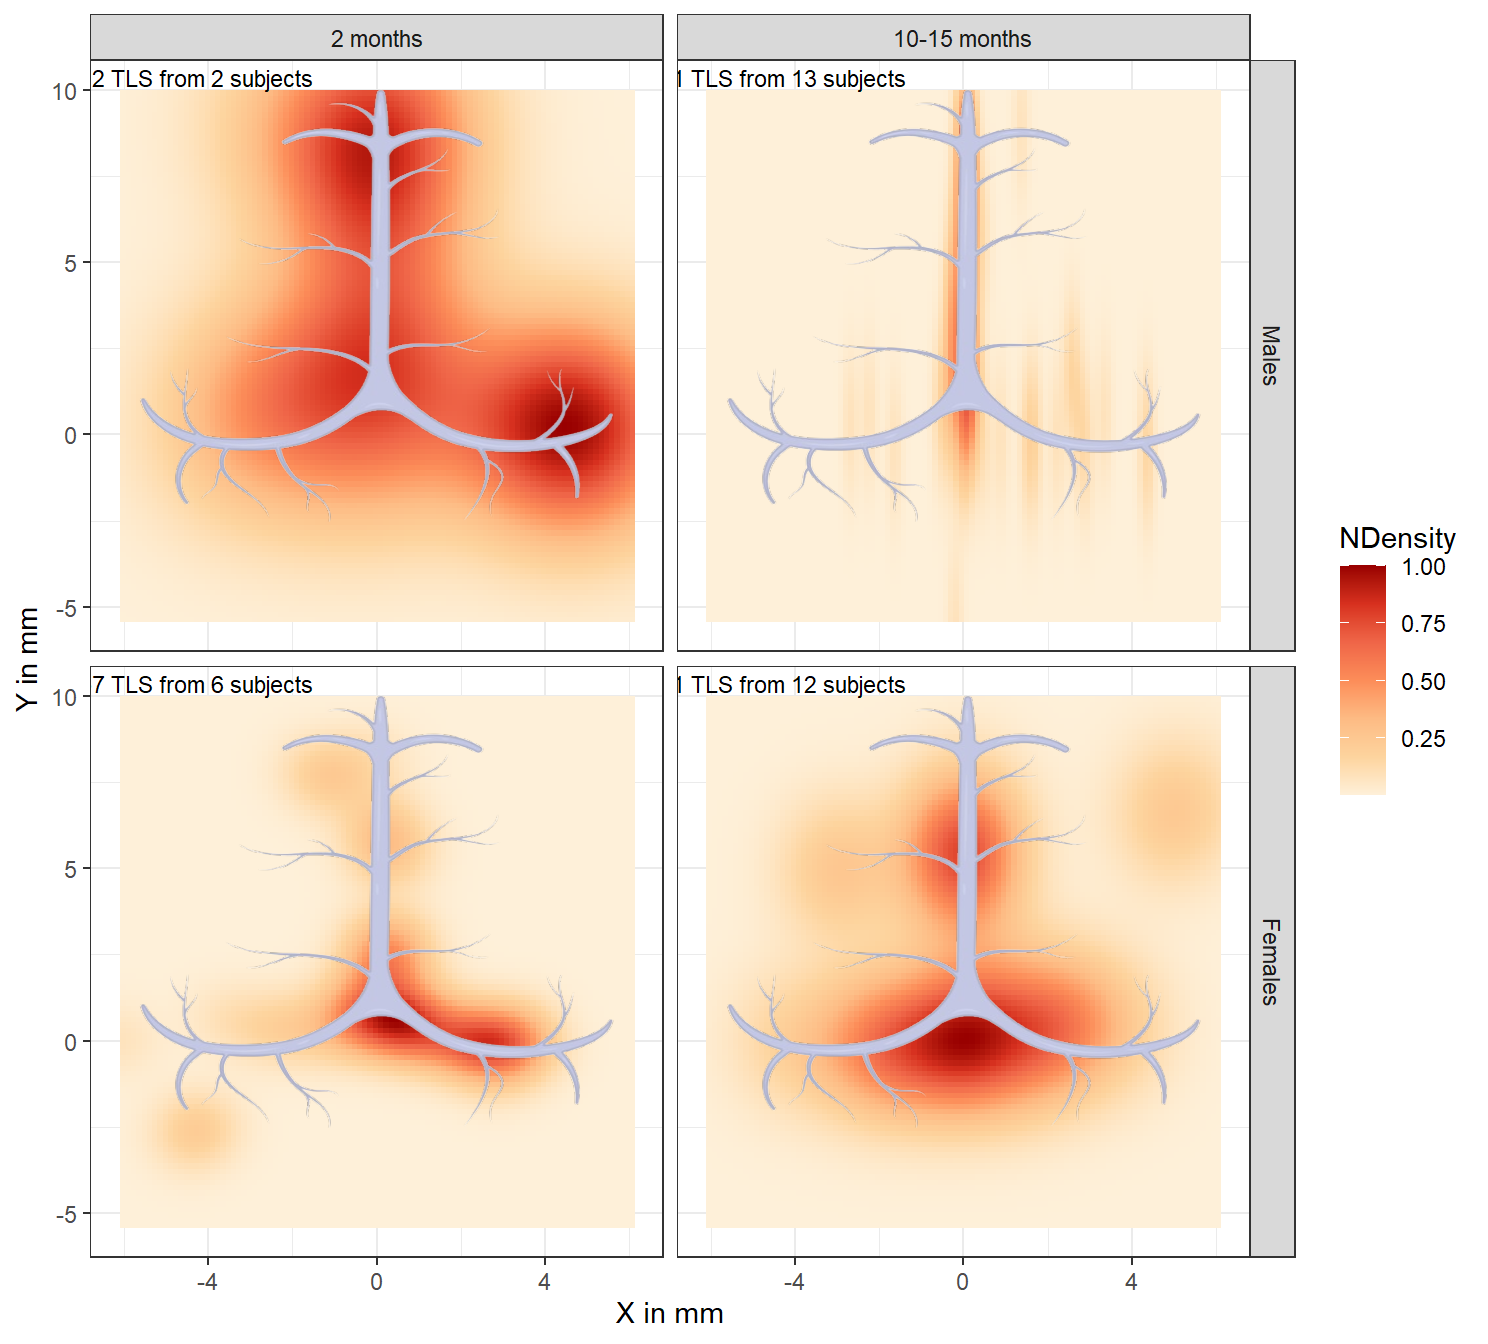 2 months
10-15 months
2 TLS from 2 subjects
1 TLS from 13 subjects
10
5
0
-5
Males
7 TLS from 6 subjects
1 TLS from 12 subjects
10
5
0
-5
Females
Y in mm
-4
0
4
-4
0
4
X in mm
NDensity
1.00
0.75
0.50
0.25